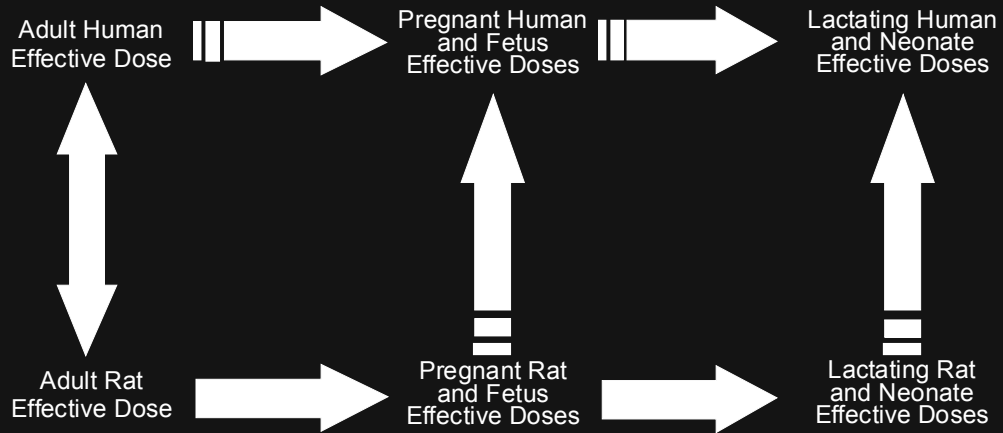 Adult Human
Effective Dose
Pregnant Human
and Fetus
Effective Doses
Lactating Human
and Neonate
Effective Doses
Adult Rat
Effective Dose
Pregnant Rat
and Fetus
Effective Doses
Lactating Rat
and Neonate
Effective Doses